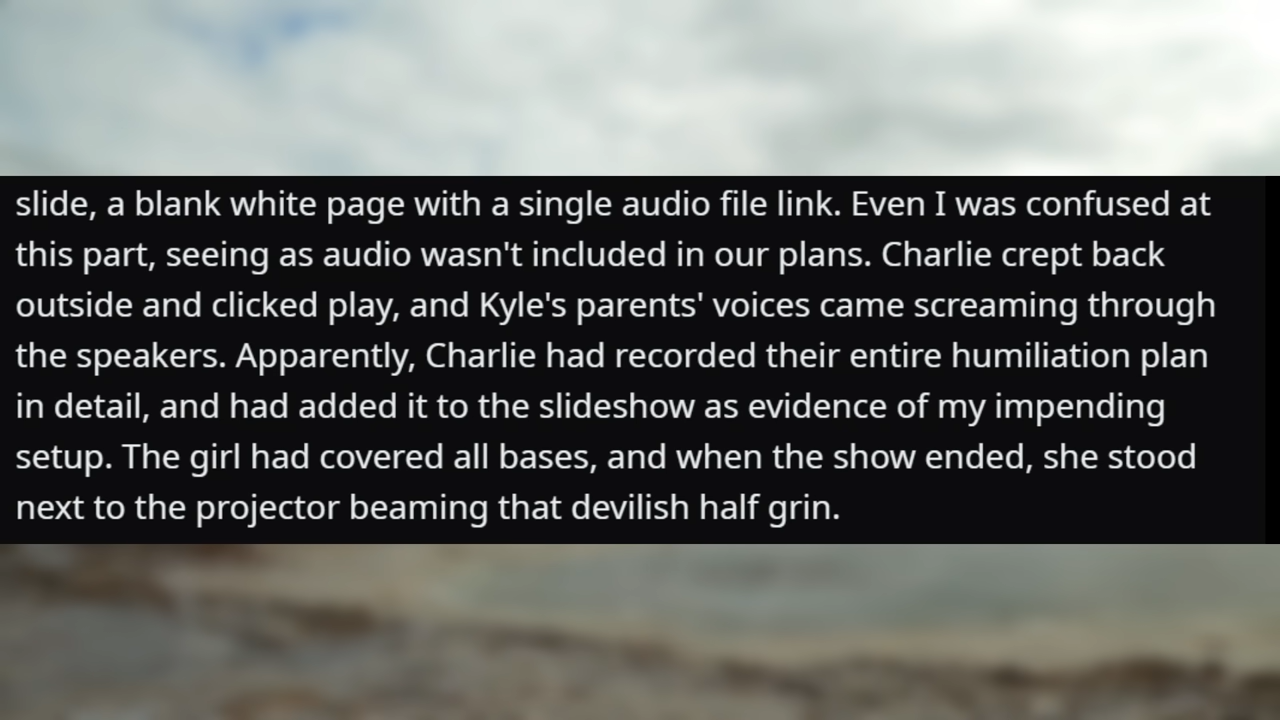 slide, a blank white page with a single audio file link. Even I was confused at
this part, seeing as audio wasn't included in our plans. Charlie crept back
outside and clicked play, and Kyle's parents' voices came screaming through
the speakers. Apparently, Charlie had recorded their entire humiliation plan
in detail, and had added it to the slideshow as evidence of my impending
setup. The girl had covered all bases, and when the show ended, she stood
next to the projector beaming that devilish half grin.